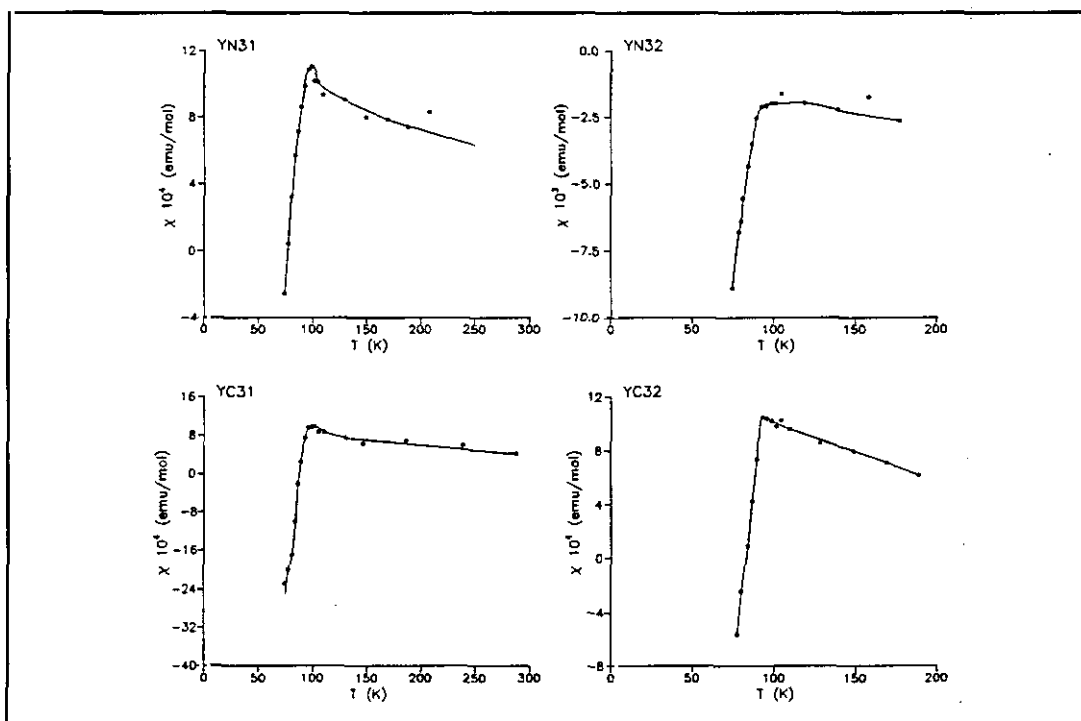 YN31
12
8
4
0
−4
χ 10⁴ (emu/mol)
0 50 100 150 200 250 300
T (K)
YN32
0.0
−2.5
−5.0
−7.5
−10.0
χ 10³ (emu/mol)
0 50 100 150 200
T (K)
YC31
16
8
0
−8
−16
−24
−32
−40
χ 10⁴ (emu/mol)
0 50 100 150 200 250 300
T (K)
YC32
12
8
4
0
−4
−8
χ 10⁴ (emu/mol)
0 50 100 150 200
T (K)